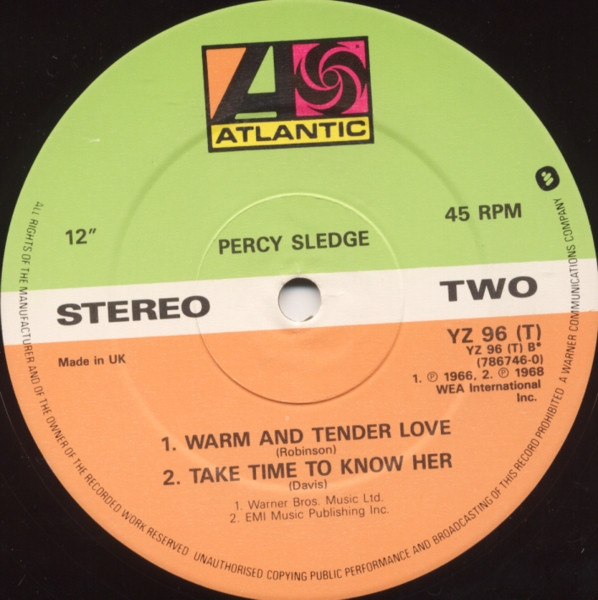 ATLANTIC
12" 45 RPM
PERCY SLEDGE
STEREO TWO
Made in UK
YZ 96 (T)
YZ 96 (T) B*
(786746-0)
1. ℗ 1966, 2. ℗ 1968
WEA International
Inc.
1. WARM AND TENDER LOVE
(Robinson)
2. TAKE TIME TO KNOW HER
(Davis)
1. Warner Bros. Music Ltd.
2. EMI Music Publishing Inc.
ALL RIGHTS OF THE MANUFACTURER AND OF THE OWNER OF THE RECORDED WORK RESERVED. UNAUTHORISED COPYING PUBLIC PERFORMANCE AND BROADCASTING OF THIS RECORD PROHIBITED. A WARNER COMMUNICATIONS COMPANY